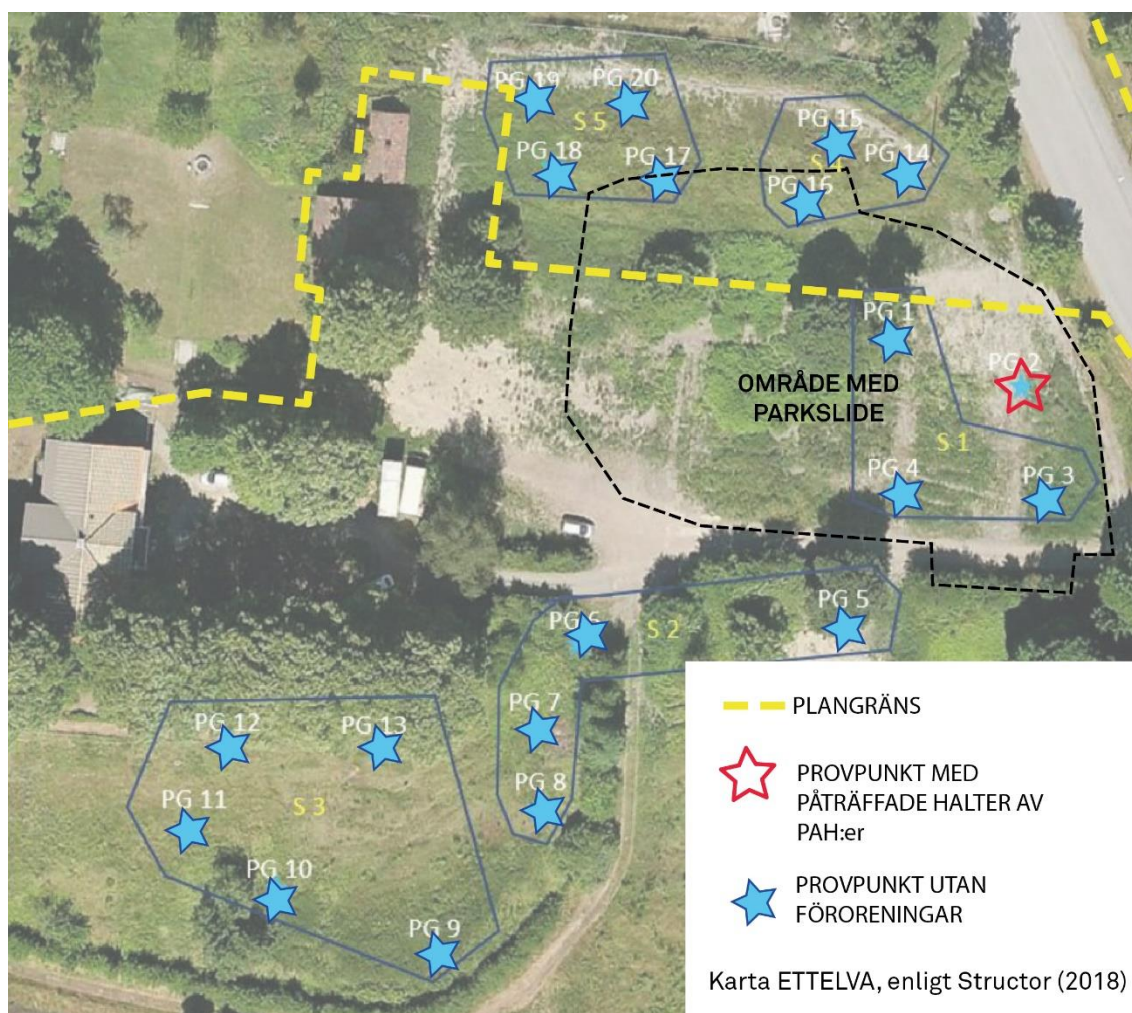 PG 19
PG 20
S 5
PG 18
PG 17
PG 15
S 4
PG 14
PG 16
PG 1
PG 2
OMRÅDE MED
PARKSLIDE
S 1
PG 4
PG 3
PG 6
S 2
PG 5
PG 7
PG 8
PG 12
PG 13
PG 11
S 3
PG 10
PG 9
PLANGRÄNS
PROVPUNKT MED
PÅTRÄFFADE HALTER AV
PAH:er
PROVPUNKT UTAN
FÖRORENINGAR
Karta ETTELVA, enligt Structor (2018)